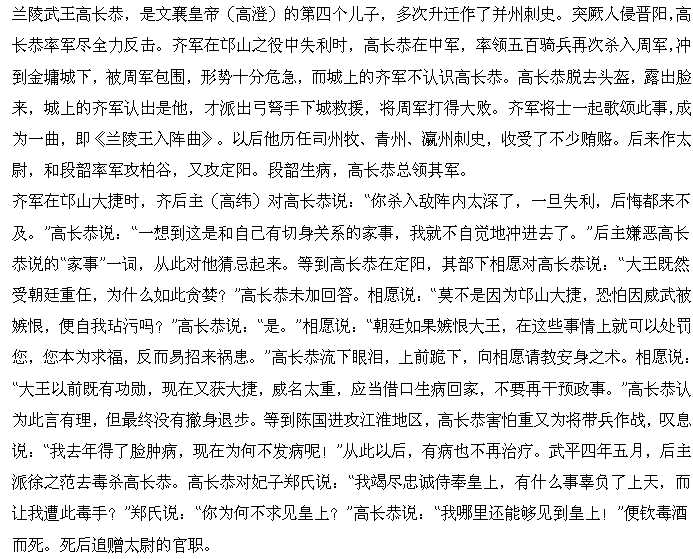 兰陵武王高长恭，是文襄皇帝（高澄）的第四个儿子，多次升迁作了并州刺史。突厥人侵晋阳,高
长恭率军尽全力反击。齐军在邙山之役中失利时，高长恭在中军，率领五百骑兵再次杀入周军,冲
到金墉城下，被周军包围，形势十分危急，而城上的齐军不认识高长恭。高长恭脱去头盔，露出脸
来，城上的齐军认出是他，才派出弓弩手下城救援，将周军打得大败。齐军将士一起歌颂此事,成
为一曲，即《兰陵王入阵曲》。以后他历任司州牧、青州、瀛州刺史，收受了不少贿赂。后来作太
尉，和段韶率军攻柏谷，又攻定阳。段韶生病，高长恭总领其军。
齐军在邙山大捷时，齐后主（高纬）对高长恭说：“你杀入敌阵内太深了，一旦失利，后悔都来不
及。”高长恭说：“一想到这是和自己有切身关系的家事，我就不自觉地冲进去了。”后主嫌恶高长
恭说的“家事”一词，从此对他猜忌起来。等到高长恭在定阳，其部下相愿对高长恭说：“大王既然
受朝廷重任，为什么如此贪婪？”高长恭未加回答。相愿说：“莫不是因为邙山大捷，恐怕因威武被
嫉恨，便自我玷污吗？”高长恭说：“是。”相愿说：“朝廷如果嫉恨大王，在这些事情上就可以处罚
您，您本为求福，反而易招来祸患。”高长恭流下眼泪，上前跪下，向相愿请教安身之术。相愿说：
“大王以前既有功勋，现在又获大捷，威名太重，应当借口生病回家，不要再干预政事。”高长恭认
为此言有理，但最终没有撤身退步。等到陈国进攻江淮地区，高长恭害怕重又为将带兵作战，叹息
说：“我去年得了脸肿病，现在为何不发病呢！”从此以后，有病也不再治疗。武平四年五月，后主
派徐之范去毒杀高长恭。高长恭对妃子郑氏说：“我竭尽忠诚侍奉皇上，有什么事辜负了上天，而
让我遭此毒手？”郑氏说：“你为何不求见皇上？”高长恭说：“我哪里还能够见到皇上！”便饮毒酒
而死。死后追赠太尉的官职。